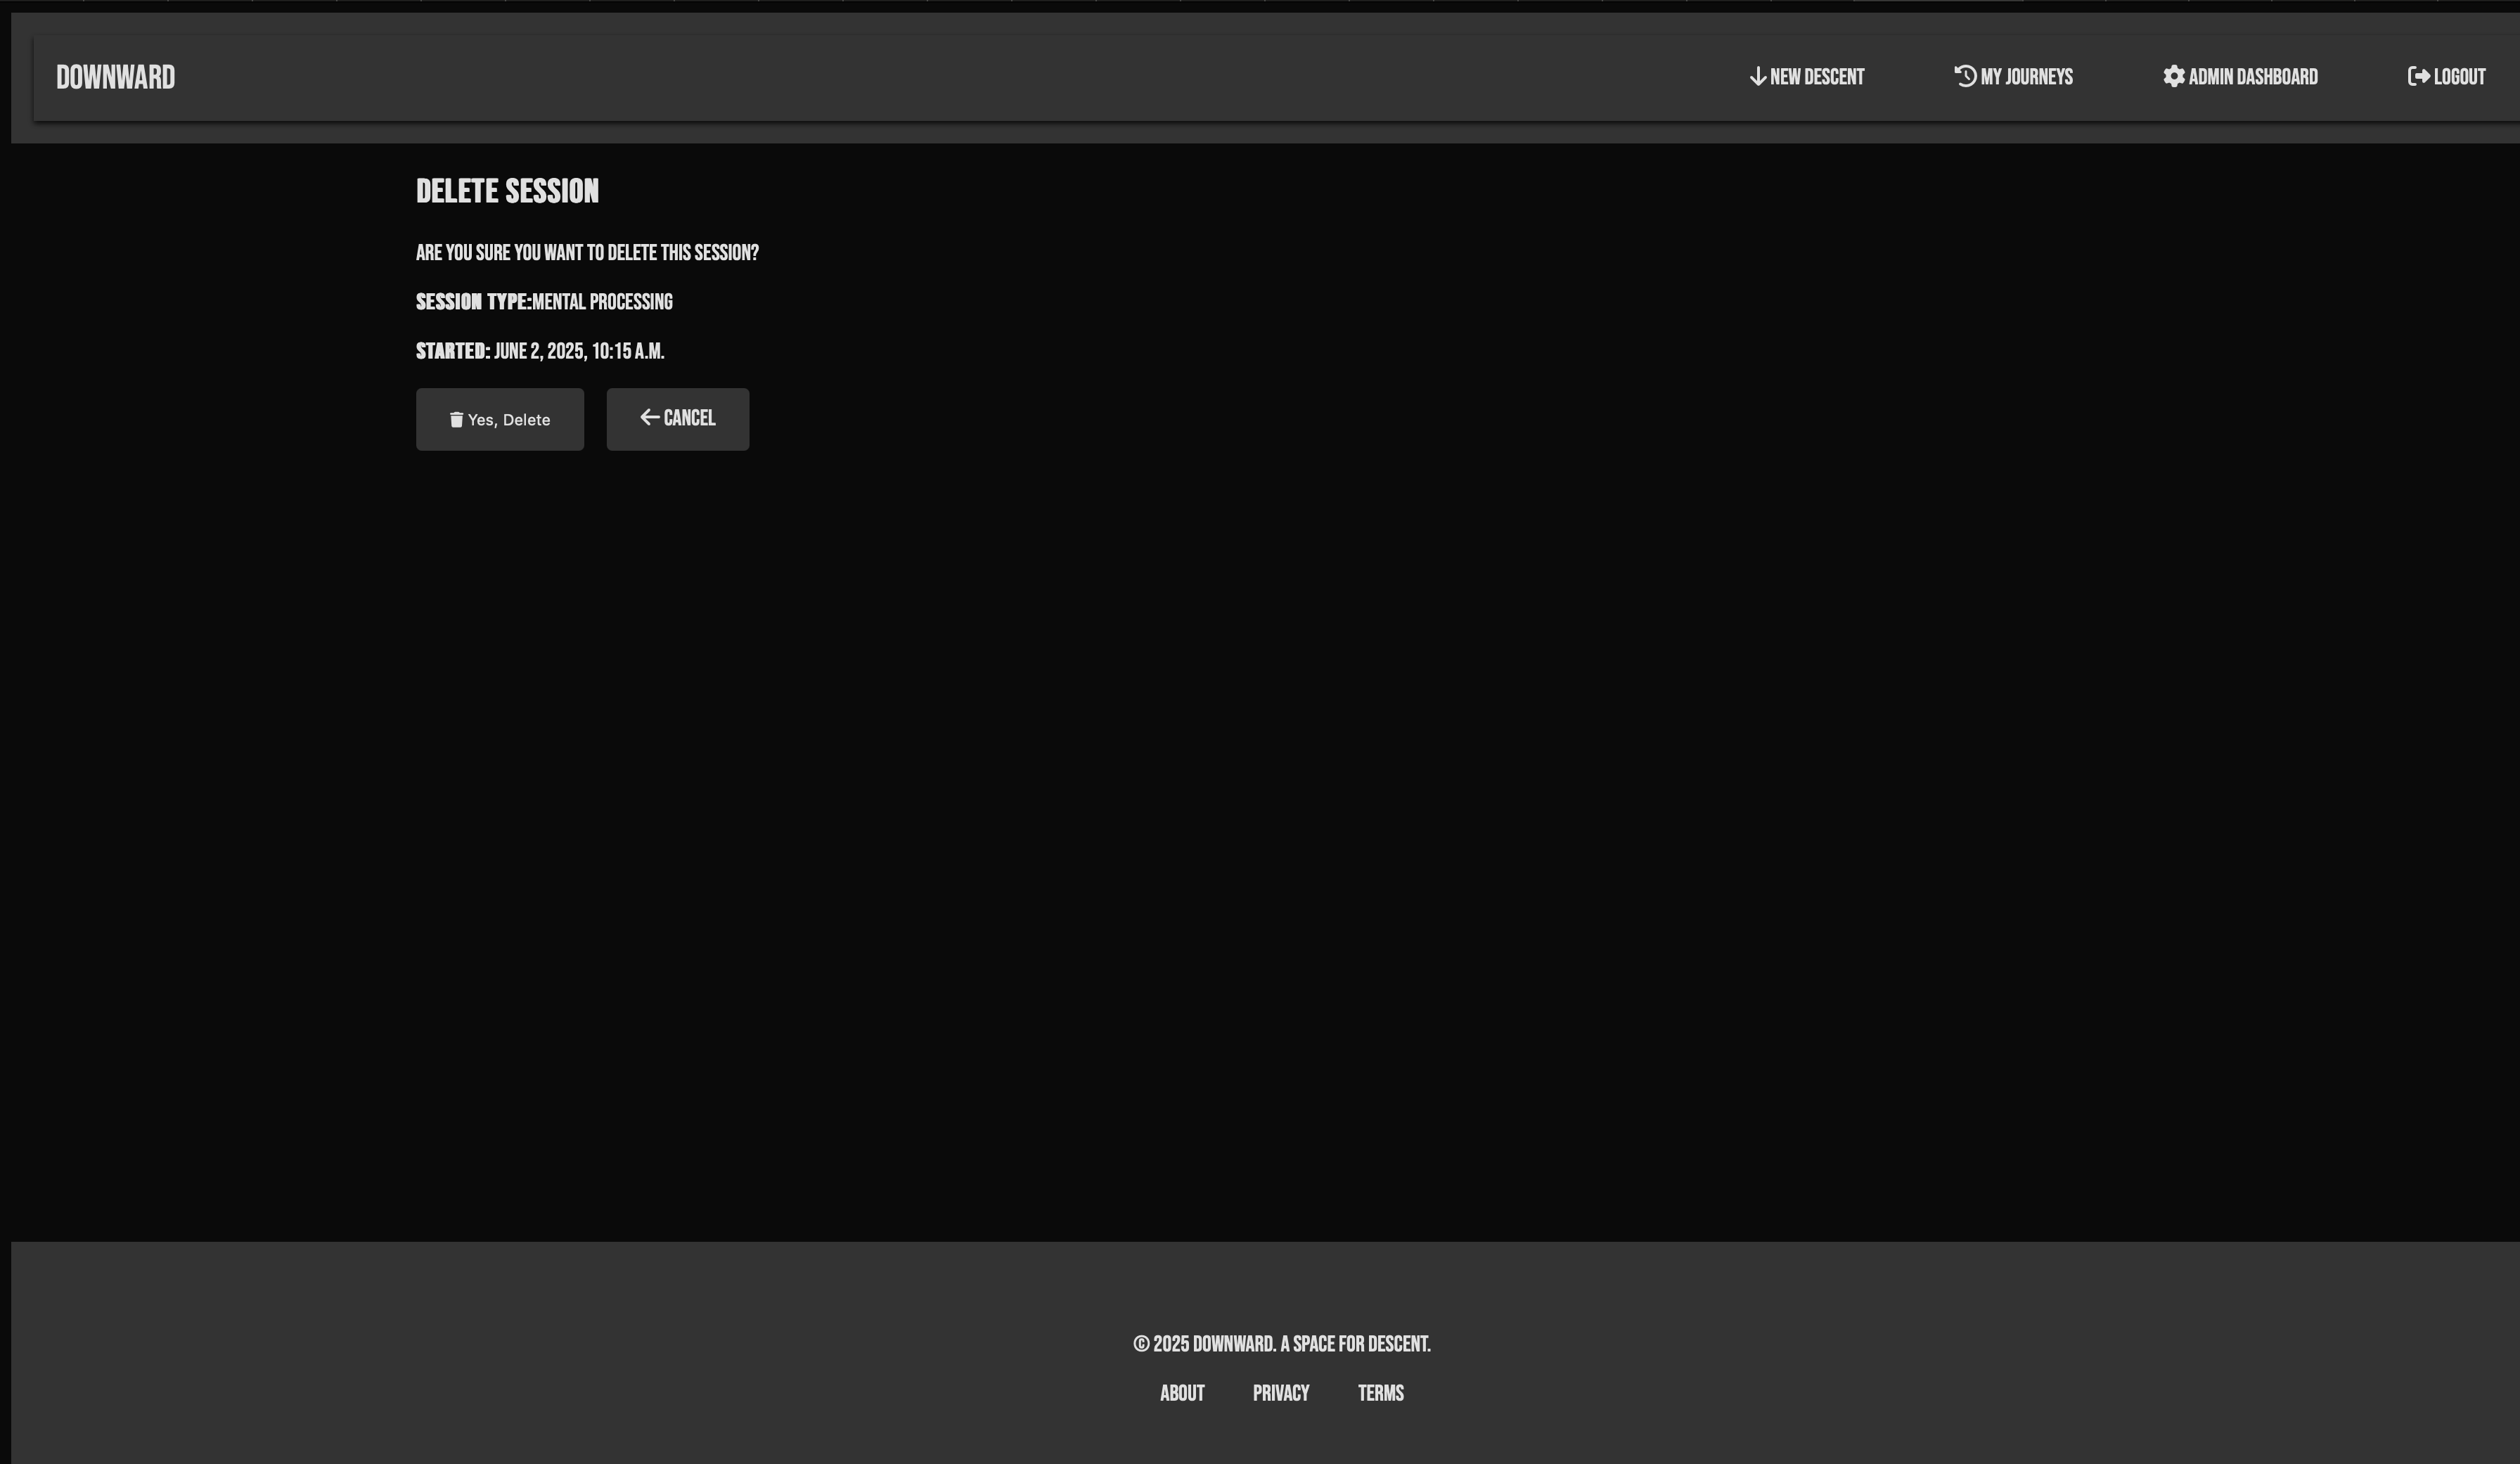 DOWNWARD
NEW DESCENT
MY JOURNEYS
ADMIN DASHBOARD
LOGOUT
DELETE SESSION
ARE YOU SURE YOU WANT TO DELETE THIS SESSION?
SESSION TYPE:MENTAL PROCESSING
STARTED: JUNE 2, 2025, 10:15 A.M.
Yes, Delete
CANCEL
© 2025 DOWNWARD. A SPACE FOR DESCENT.
ABOUT
PRIVACY
TERMS